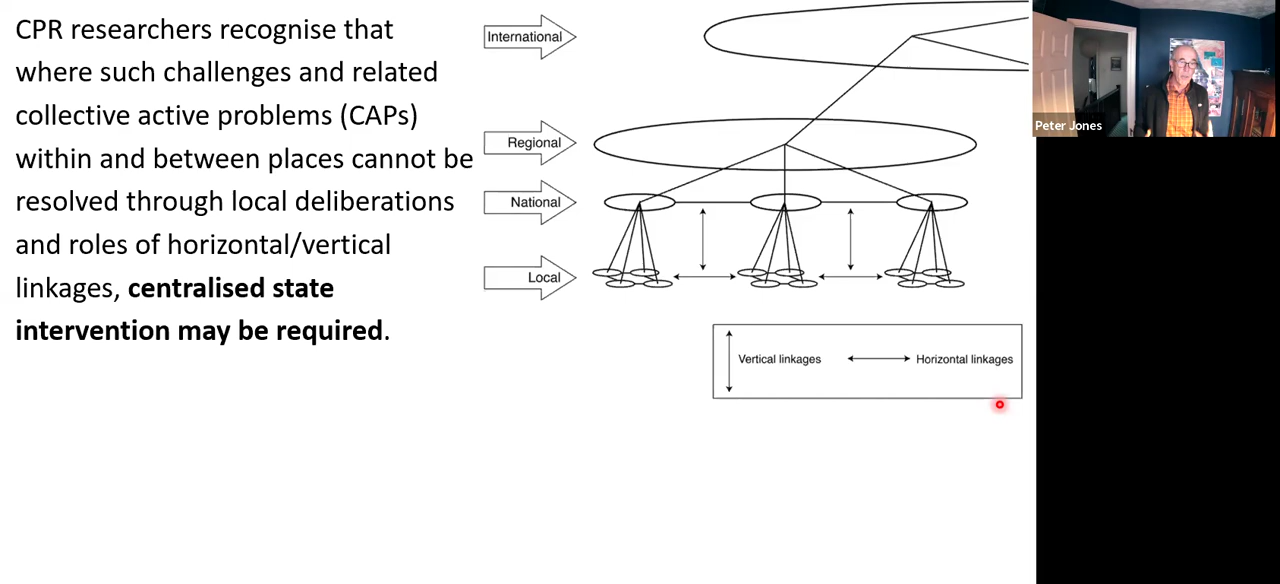 CPR researchers recognise that
where such challenges and related
collective active problems (CAPs)
within and between places cannot be
resolved through local deliberations
and roles of horizontal/vertical
linkages, centralised state
intervention may be required.
International
Regional
National
Local
Vertical linkages
Horizontal linkages
Peter Jones